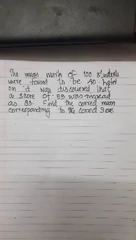 The mean marks of 100 students
were found to be 40. Later
on it was discovered that
a score of 53 was misread
as 83. Find the correct mean
corresponding to the correct score.